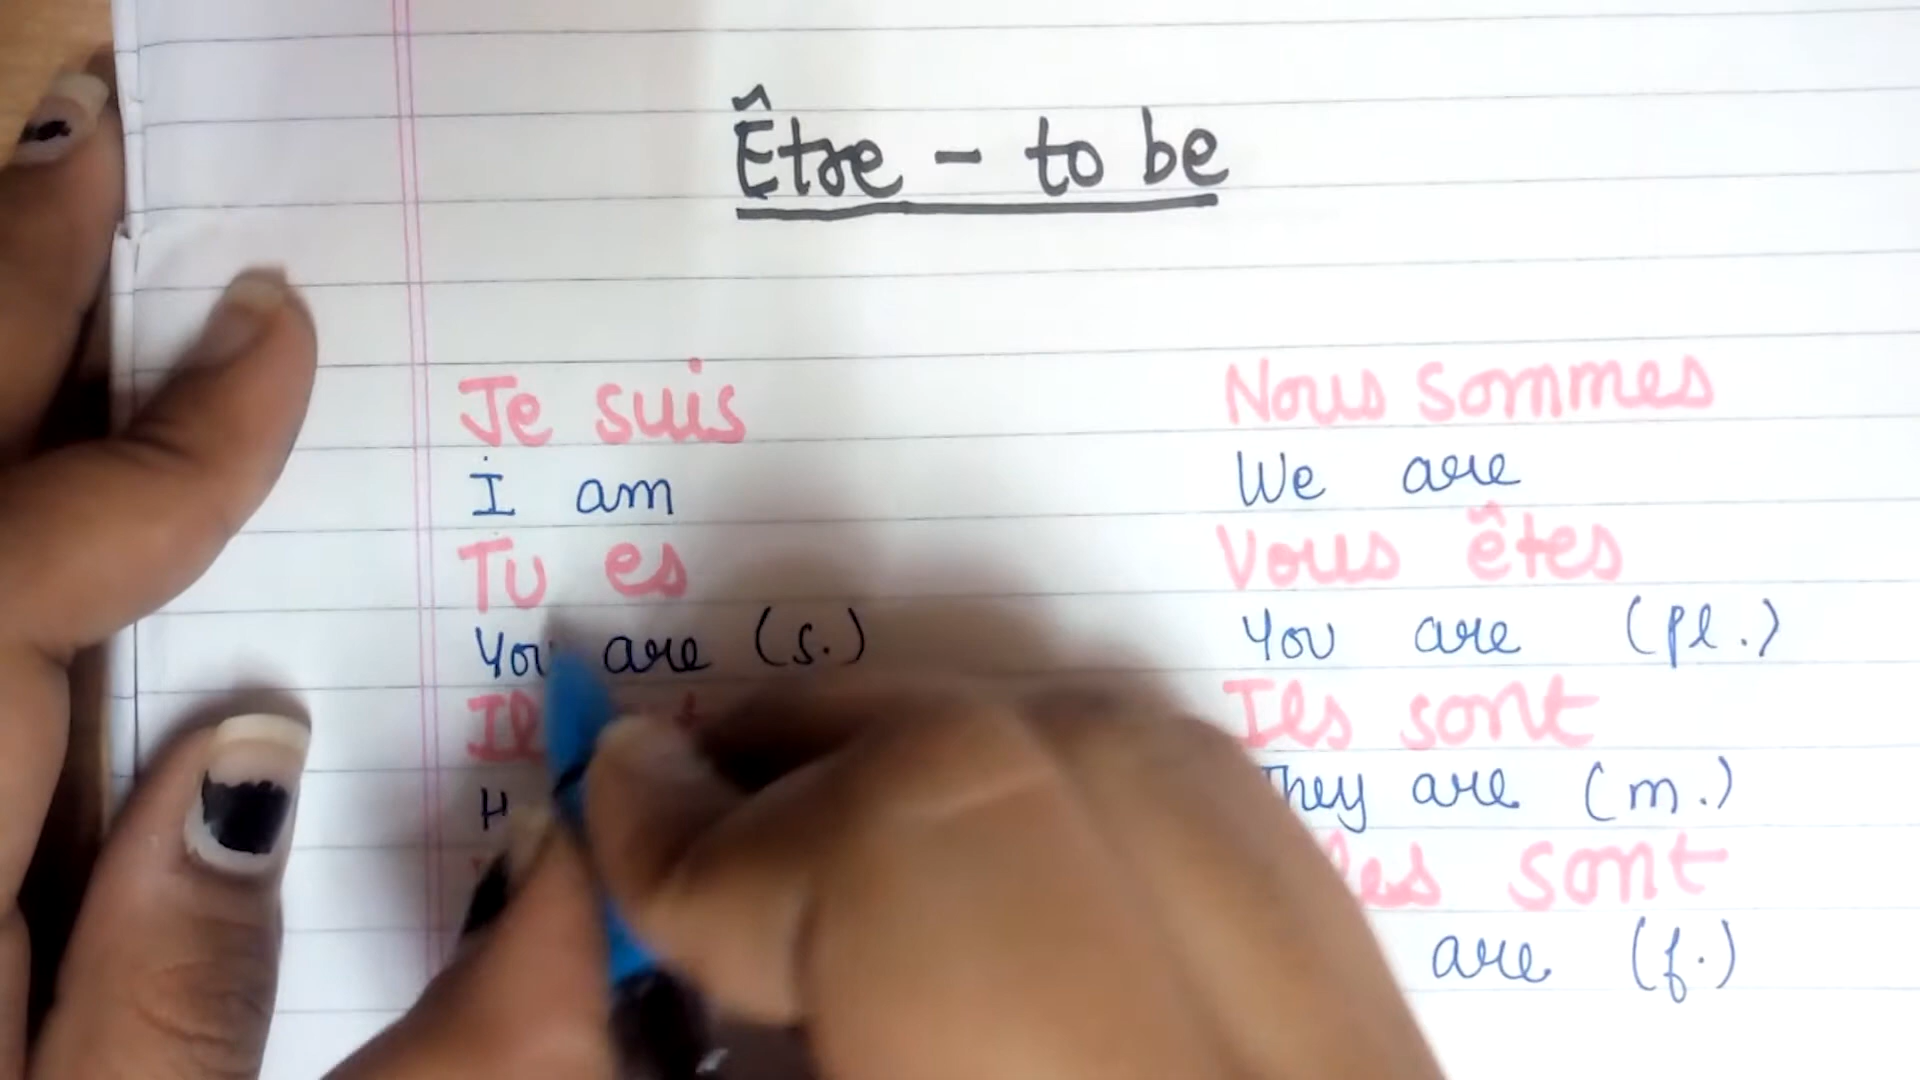 Être - to be
Je suis
I am
Tu es
You are (s.)
Nous sommes
We are
Vous êtes
You are (pl.)
Ils sont
They are (m.)
sont
are (f.)